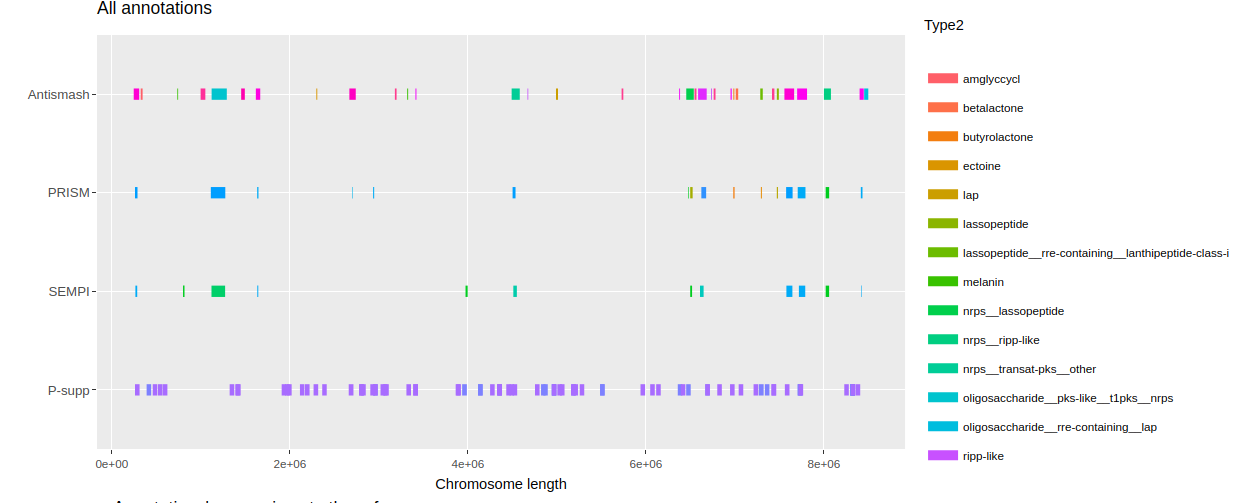 All annotations
Type2
Antismash
PRISM
SEMPI
P-supp
0e+00
2e+06
4e+06
6e+06
8e+06
Chromosome length
amglyccycl
betalactone
butyrolactone
ectoine
lap
lassopeptide
lassopeptide__rre-containing__lanthipeptide-class-i
melanin
nrps__lassopeptide
nrps__ripp-like
nrps__transat-pks__other
oligosaccharide__pks-like__t1pks__nrps
oligosaccharide__rre-containing__lap
ripp-like